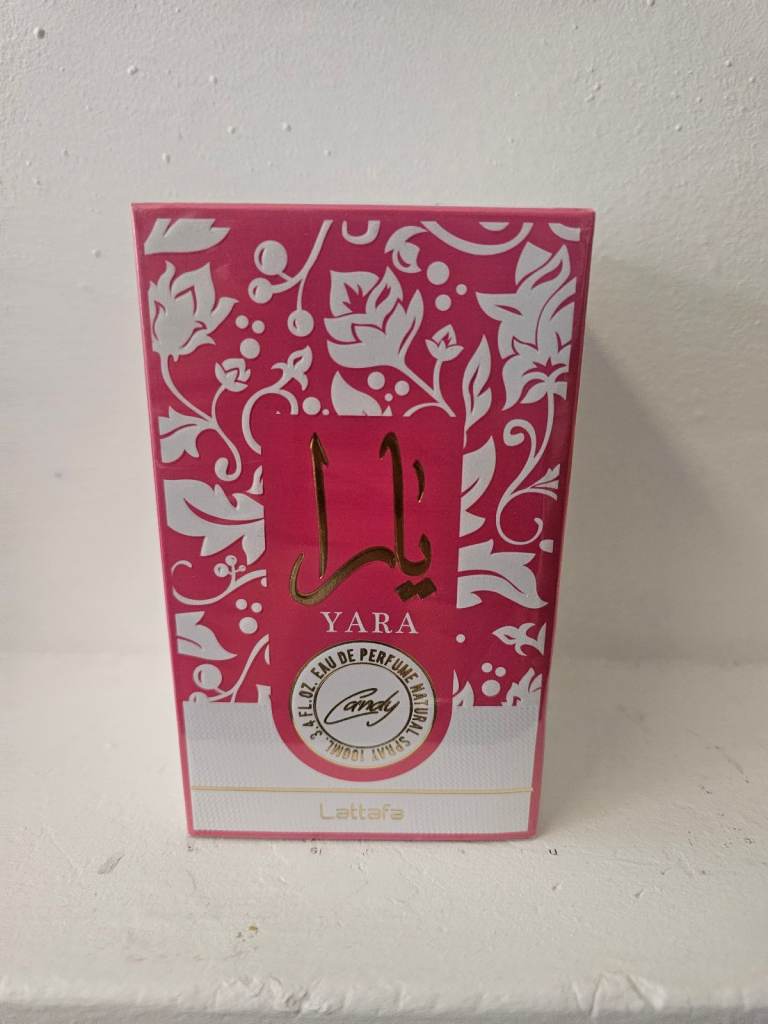 يارا
YARA
3.4 FL.OZ. EAU DE PERFUME NATURAL SPRAY 100ML.
Candy
Lattafa